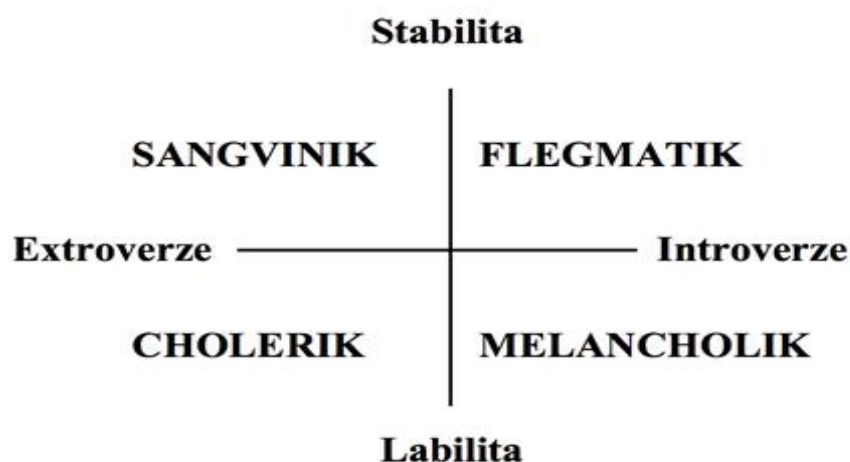 Stabilita
SANGVINIK FLEGMATIK
Extroverze Introverze
CHOLERIK MELANCHOLIK
Labilita